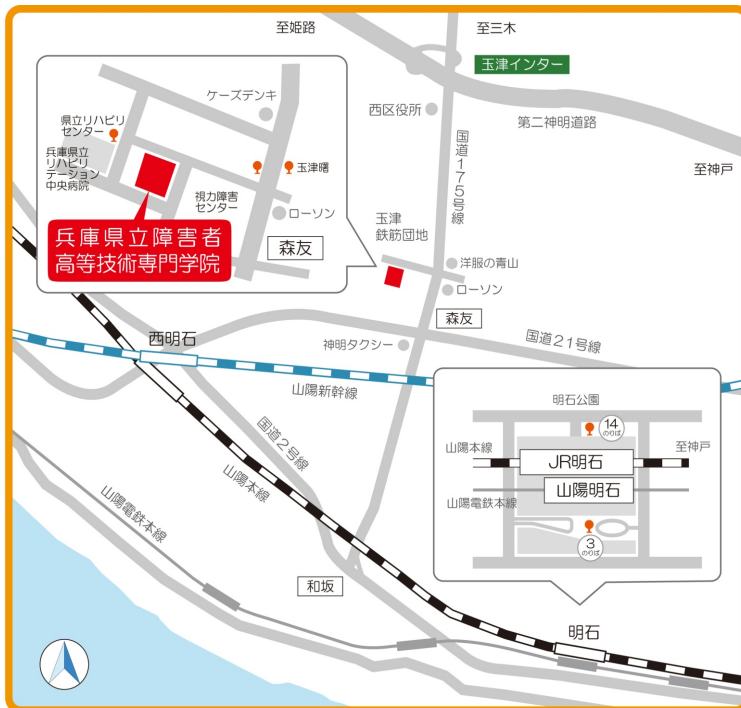 至姫路
至三木
玉津インター
西区役所
第二神明道路
国道175号線
至神戸
ケーズデンキ
県立リハビリ
センター
兵庫県立
リハビリ
テーション
中央病院
玉津曙
視力障害
センター
ローソン
森友
兵庫県立障害者
高等技術専門学院
玉津
鉄筋団地
洋服の青山
ローソン
森友
国道21号線
神明タクシー
西明石
山陽新幹線
国道2号線
山陽本線
山陽電鉄本線
和坂
明石
明石公園
14
のりば
山陽本線
至神戸
JR明石
山陽明石
山陽電鉄本線
3
のりば